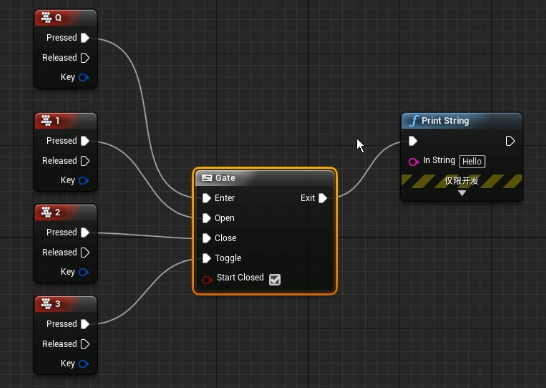 Q
Pressed
Released
Key
1
Pressed
Released
Key
2
Pressed
Released
Key
3
Pressed
Released
Key
Gate
Enter Exit
Open
Close
Toggle
Start Closed
Print String
In String Hello
仅限开发